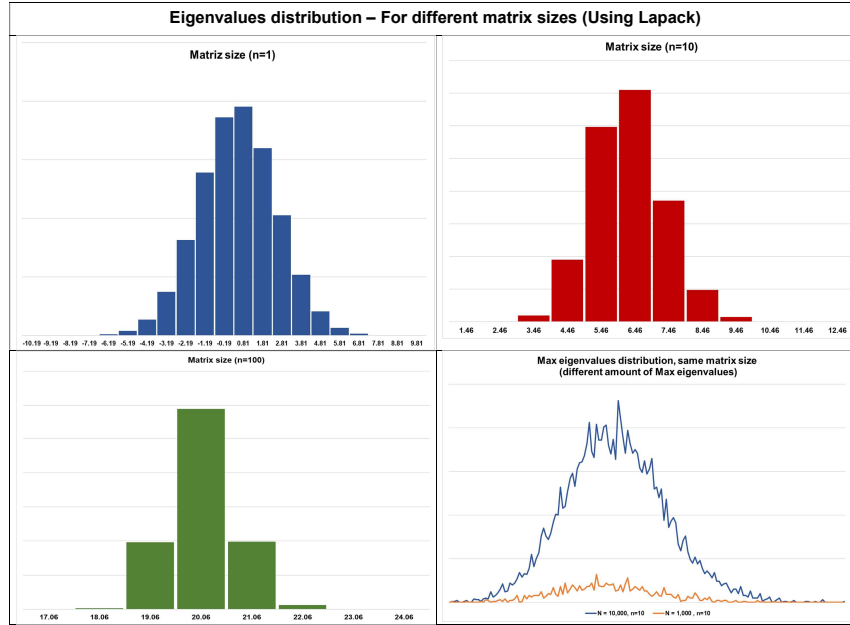 Eigenvalues distribution – For different matrix sizes (Using Lapack)
Matriz size (n=1)
-10.19 -9.19 -8.19 -7.19 -6.19 -5.19 -4.19 -3.19 -2.19 -1.19 -0.19 0.81 1.81 2.81 3.81 4.81 5.81 6.81 7.81 8.81 9.81
Matrix size (n=10)
1.46 2.46 3.46 4.46 5.46 6.46 7.46 8.46 9.46 10.46 11.46 12.46
Matrix size (n=100)
17.06 18.06 19.06 20.06 21.06 22.06 23.06 24.06
Max eigenvalues distribution, same matrix size
(different amount of Max eigenvalues)
N = 10,000, n=10 N = 1,000 , n=10